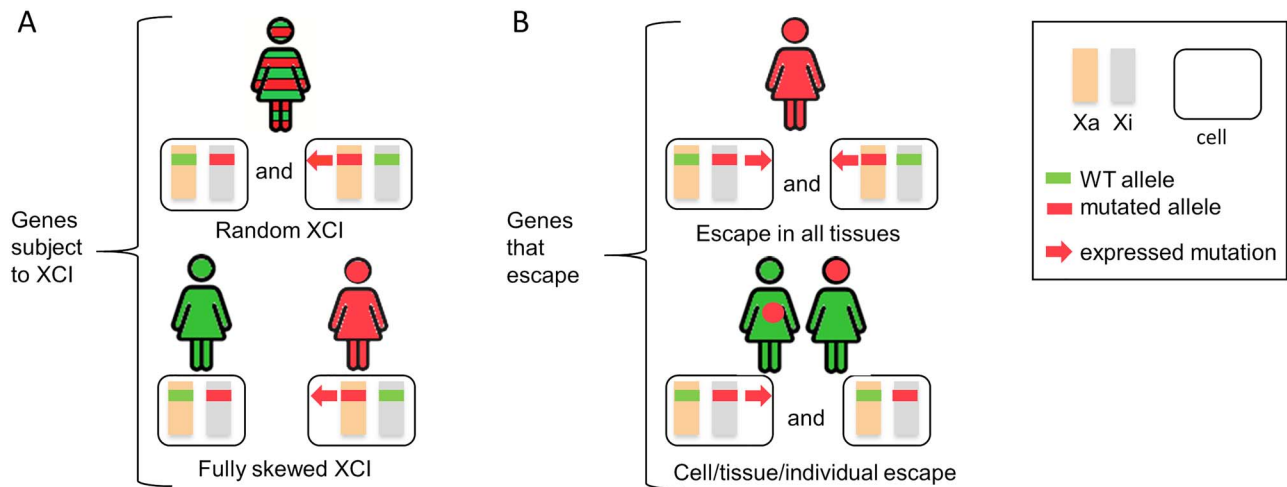 A
Genes
subject
to XCI
and
Random XCI
Fully skewed XCI
B
Genes
that
escape
and
Escape in all tissues
and
Cell/tissue/individual escape
Xa Xi
cell
WT allele
mutated allele
expressed mutation